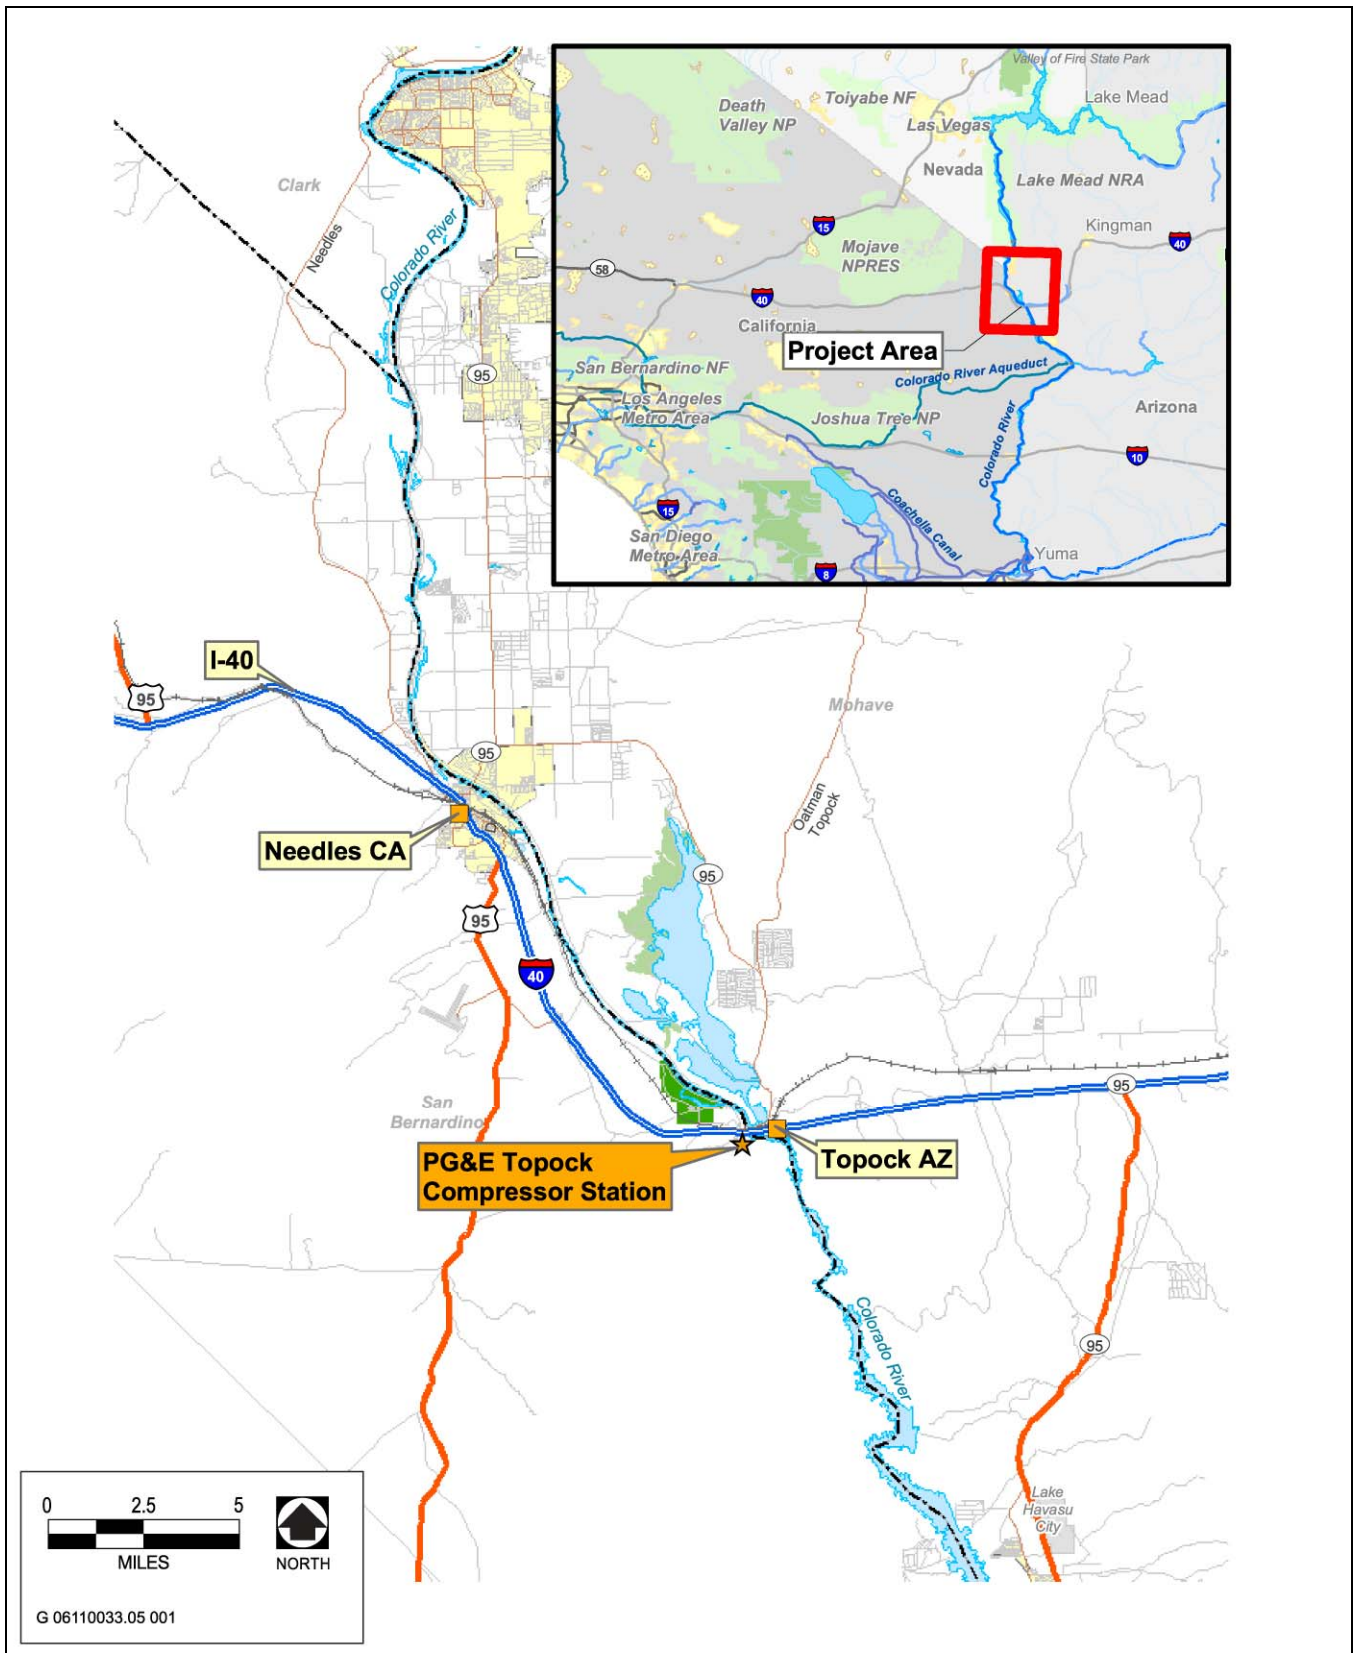 Valley of Fire State Park
Lake Mead
Toiyabe NF
Death
Valley NP
Las Vegas
Nevada
Lake Mead NRA
Kingman
15
40
Mojave
NPRES
58
40
California
Project Area
San Bernardino NF
Colorado River Aqueduct
Los Angeles
Metro Area
Joshua Tree NP
Arizona
Colorado River
10
15
Coachella Canal
San Diego
Metro Area
Yuma
8
Clark
Needles
Colorado River
95
I-40
95
Mohave
95
Oatman
Topock
Needles CA
95
95
40
95
San
Bernardino
PG&E Topock
Compressor Station
Topock AZ
Colorado River
95
Lake
Havasu
City
0 2.5 5
MILES
NORTH
G 06110033.05 001